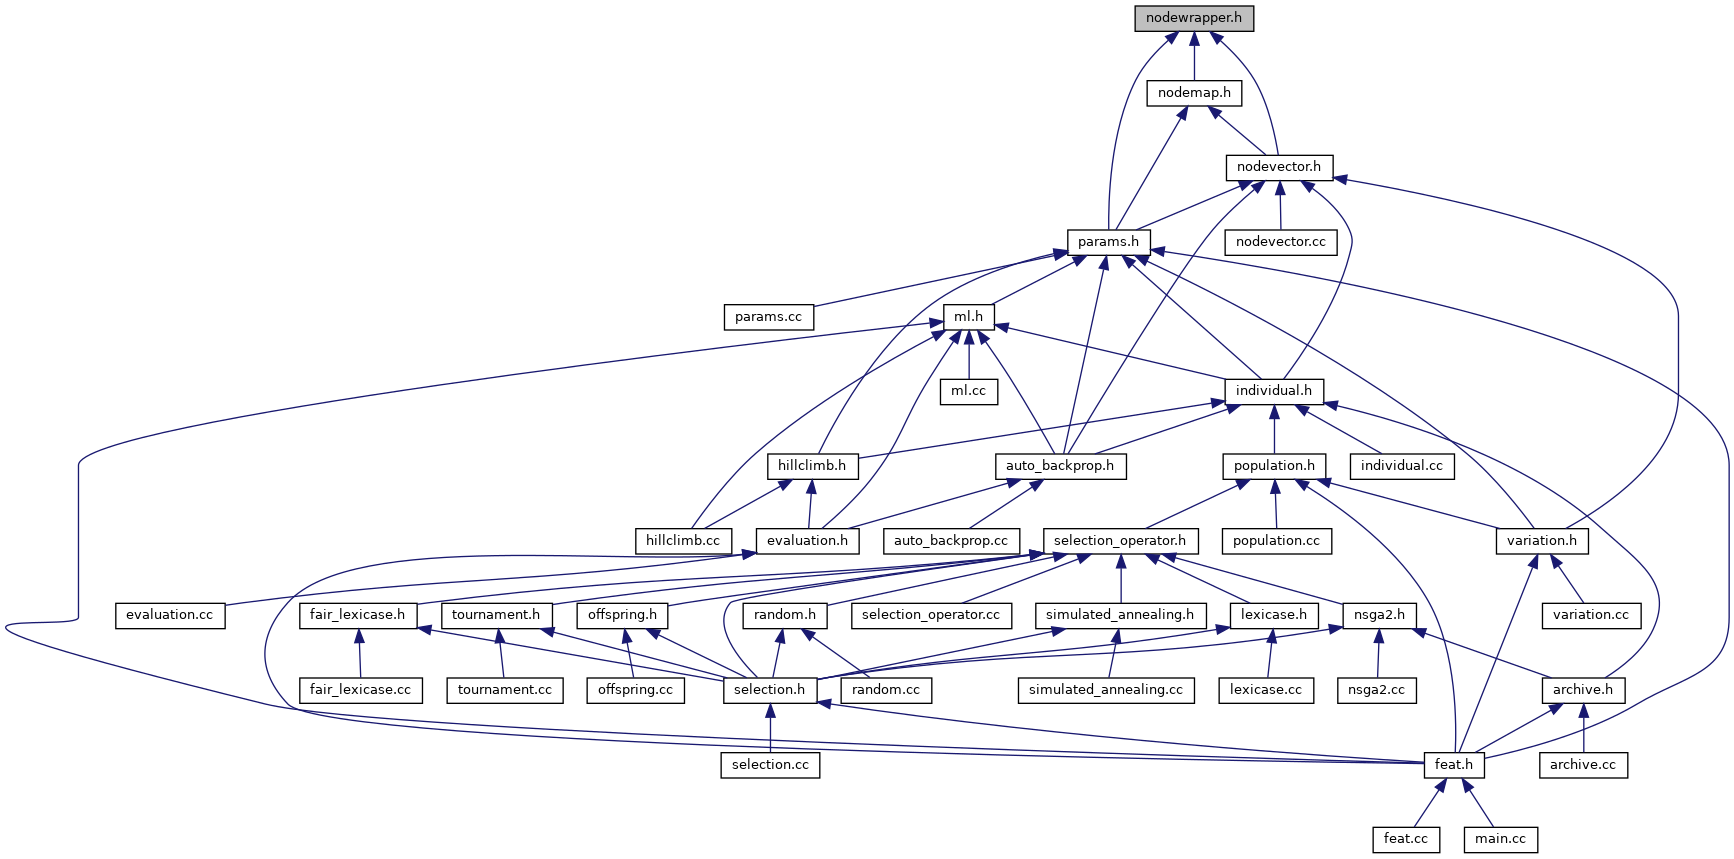 nodewrapper.h
nodemap.h
nodevector.h
params.h
nodevector.cc
params.cc
ml.h
ml.cc
individual.h
hillclimb.h
auto_backprop.h
population.h
individual.cc
hillclimb.cc
evaluation.h
auto_backprop.cc
selection_operator.h
population.cc
variation.h
evaluation.cc
fair_lexicase.h
tournament.h
offspring.h
random.h
selection_operator.cc
simulated_annealing.h
lexicase.h
nsga2.h
variation.cc
fair_lexicase.cc
tournament.cc
offspring.cc
selection.h
random.cc
simulated_annealing.cc
lexicase.cc
nsga2.cc
archive.h
selection.cc
feat.h
archive.cc
feat.cc
main.cc